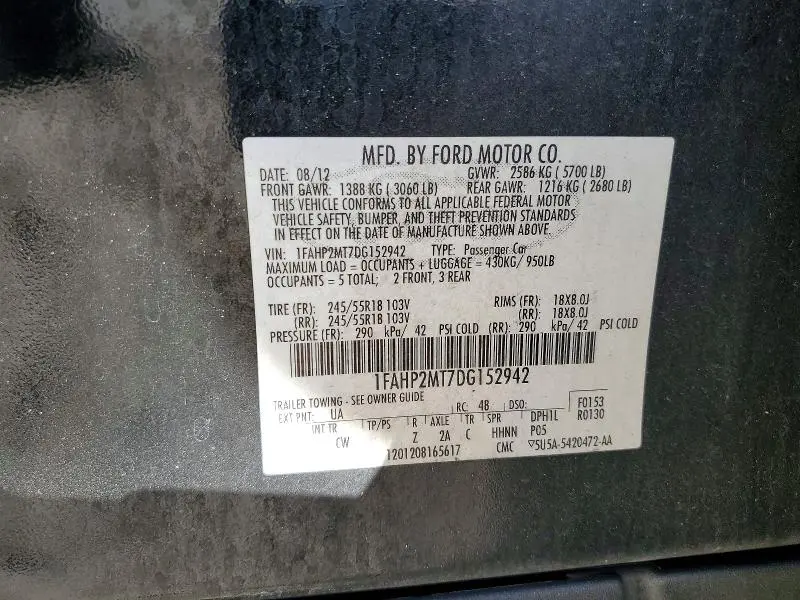 MFD. BY FORD MOTOR CO.
DATE: 08/12 GVWR: 2586 KG ( 5700 LB)
FRONT GAWR: 1388 KG ( 3060 LB) REAR GAWR: 1216 KG ( 2680 LB)
THIS VEHICLE CONFORMS TO ALL APPLICABLE FEDERAL MOTOR
VEHICLE SAFETY, BUMPER, AND THEFT PREVENTION STANDARDS
IN EFFECT ON THE DATE OF MANUFACTURE SHOWN ABOVE.
VIN: 1FAHP2MT7DG152942 TYPE: Passenger Car
MAXIMUM LOAD = OCCUPANTS + LUGGAGE = 430KG/ 950LB
OCCUPANTS = 5 TOTAL; 2 FRONT, 3 REAR
TIRE (FR): 245/55R18 103V RIMS (FR): 18X8.0J
(RR): 245/55R18 103V (RR): 18X8.0J
PRESSURE (FR): 290 kPa/ 42 PSI COLD (RR): 290 kPa/ 42 PSI COLD
1FAHP2MT7DG152942
TRAILER TOWING - SEE OWNER GUIDE
EXT PNT: UA RC: 48 DSO: F0153
INT TR TP/PS R AXLE TR SPR DPH1L R0130
CW Z 2A C HHNN P05
1201208165617 CMC ▽5U5A-5420472-AA